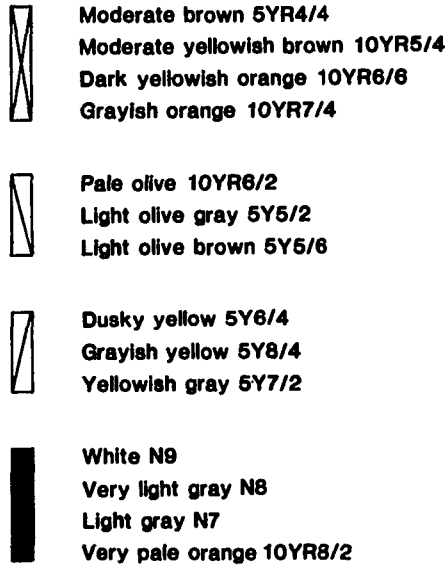 Moderate brown 5YR4/4
Moderate yellowish brown 10YR5/4
Dark yellowish orange 10YR6/6
Grayish orange 10YR7/4
Pale olive 10YR6/2
Light olive gray 5Y5/2
Light olive brown 5Y5/6
Dusky yellow 5Y6/4
Grayish yellow 5Y8/4
Yellowish gray 5Y7/2
White N9
Very light gray N8
Light gray N7
Very pale orange 10YR8/2